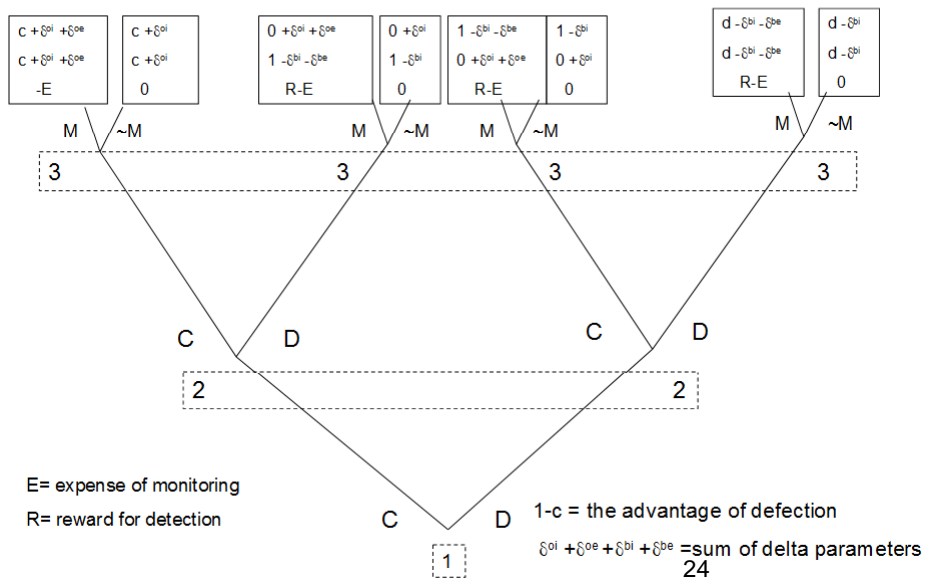 c + δᵒⁱ + δᵒᵉ
c + δᵒⁱ + δᵒᵉ
-E
c + δᵒⁱ
c + δᵒⁱ
0
0 + δᵒⁱ + δᵒᵉ
1 - δᵇⁱ - δᵇᵉ
R-E
0 + δᵒⁱ
1 - δᵇⁱ
0
1 - δᵇⁱ - δᵇᵉ
0 + δᵒⁱ + δᵒᵉ
R-E
1 - δᵇⁱ
0 + δᵒⁱ
0
d - δᵇⁱ - δᵇᵉ
d - δᵇⁱ - δᵇᵉ
R-E
d - δᵇⁱ
d - δᵇⁱ
0
M ~M M ~M M ~M M ~M
3 3 3 3
C D C D
2 2
E= expense of monitoring
R= reward for detection
C D
1
1-c = the advantage of defection
δᵒⁱ + δᵒᵉ + δᵇⁱ + δᵇᵉ =sum of delta parameters
24